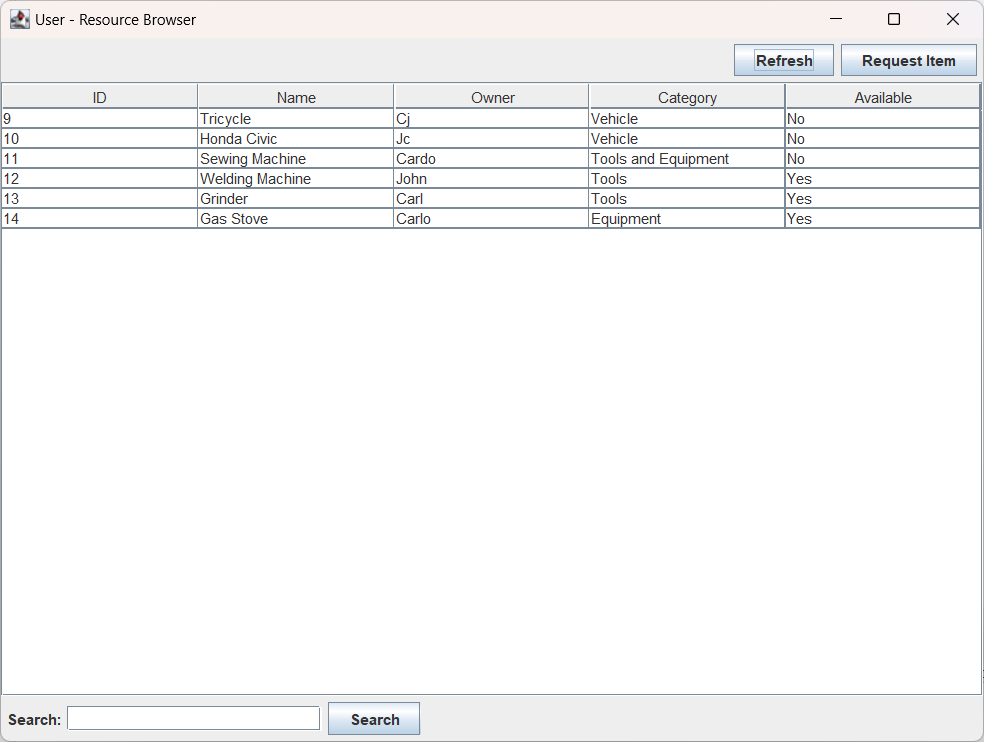 User - Resource Browser
Refresh Request Item
ID Name Owner Category Available
9 Tricycle Cj Vehicle No
10 Honda Civic Jc Vehicle No
11 Sewing Machine Cardo Tools and Equipment No
12 Welding Machine John Tools Yes
13 Grinder Carl Tools Yes
14 Gas Stove Carlo Equipment Yes
Search: Search